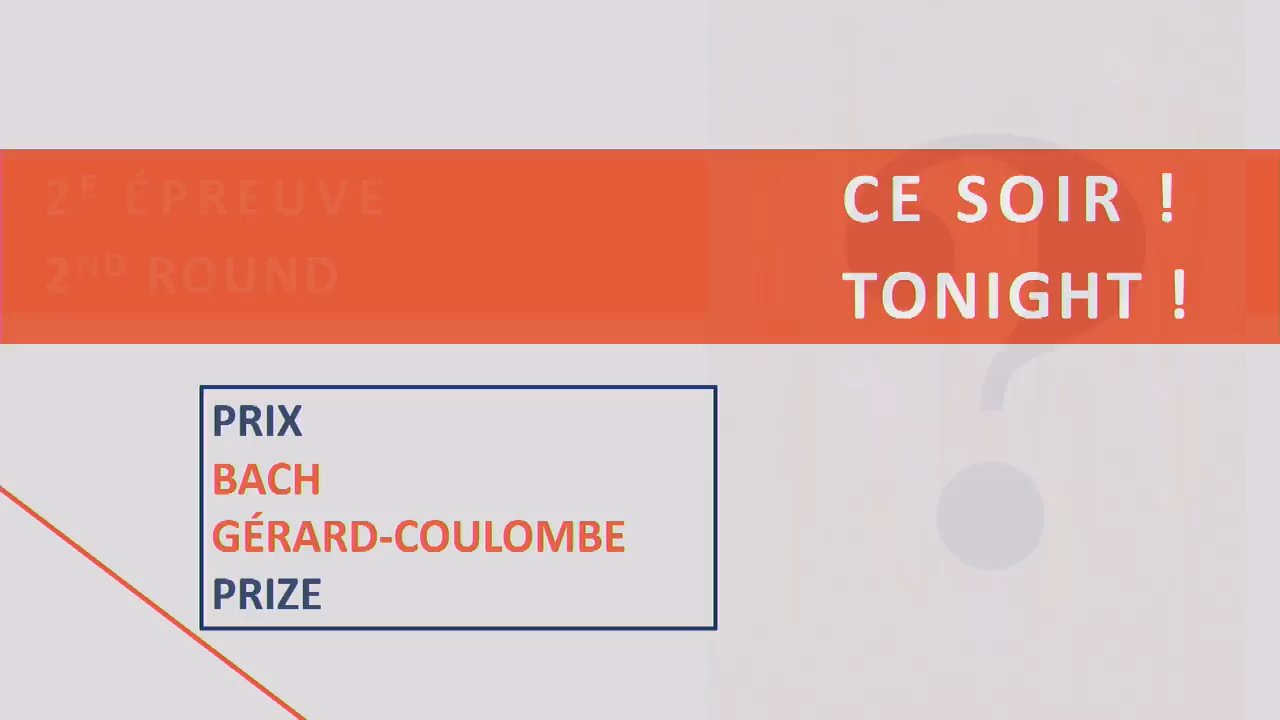 2E ÉPREUVE
2ND ROUND
CE SOIR !
TONIGHT !
PRIX
BACH
GÉRARD-COULOMBE
PRIZE